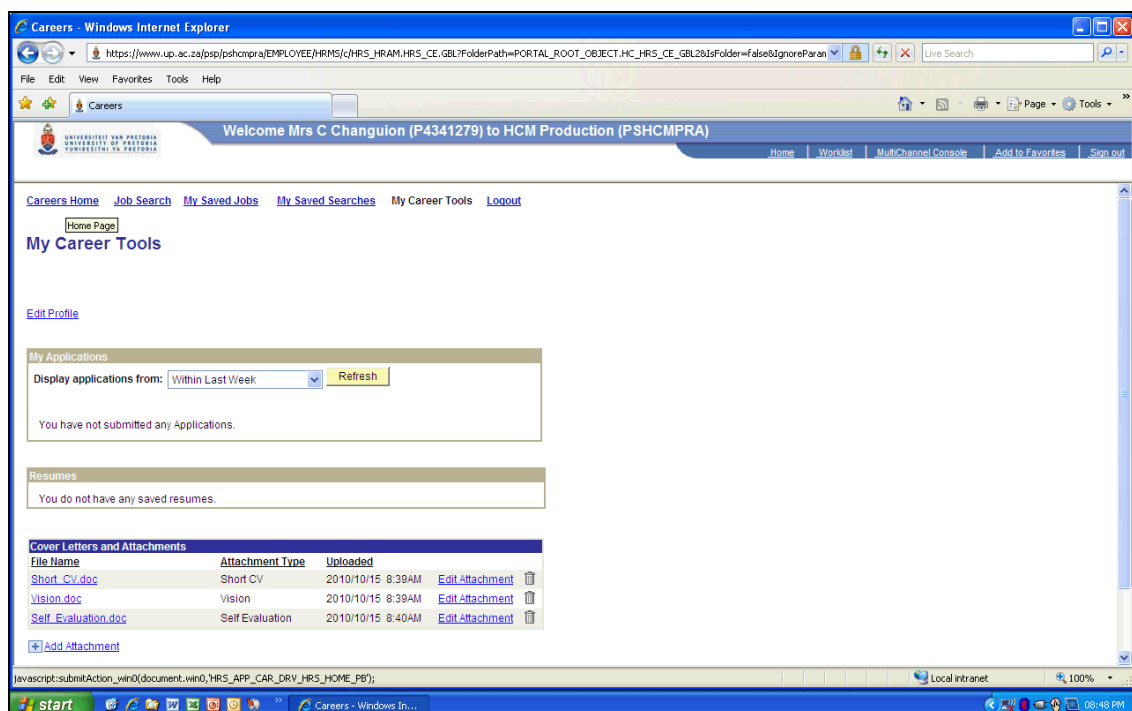 Careers - Windows Internet Explorer
https://www.up.ac.za/psp/pshcmpra/EMPLOYEE/HRMS/c/HRS_HRAM.HRS_CE.GBL?FolderPath=PORTAL_ROOT_OBJECT.HC_HRS_CE_GBL2&IsFolder=false&IgnoreParan Live Search
File Edit View Favorites Tools Help
Careers Page Tools »
UNIVERSITEIT VAN PRETORIA
UNIVERSITY OF PRETORIA
YUNIBESITHI YA PRETORIA
Welcome Mrs C Changuion (P4341279) to HCM Production (PSHCMPRA)
Home Worklist MultiChannel Console Add to Favorites Sign out
Careers Home Job Search My Saved Jobs My Saved Searches My Career Tools Logout
Home Page
My Career Tools
Edit Profile
My Applications
Display applications from: Within Last Week Refresh
You have not submitted any Applications.
Resumes
You do not have any saved resumes.
Cover Letters and Attachments
File Name Attachment Type Uploaded
Short_CV.doc Short CV 2010/10/15 8:39AM Edit Attachment
Vision.doc Vision 2010/10/15 8:39AM Edit Attachment
Self_Evaluation.doc Self Evaluation 2010/10/15 8:40AM Edit Attachment
Add Attachment
javascript:submitAction_win0(document.win0,'HRS_APP_CAR_DRV_HRS_HOME_PB'); Local intranet 100%
start » Careers - Windows In... 08:48 PM